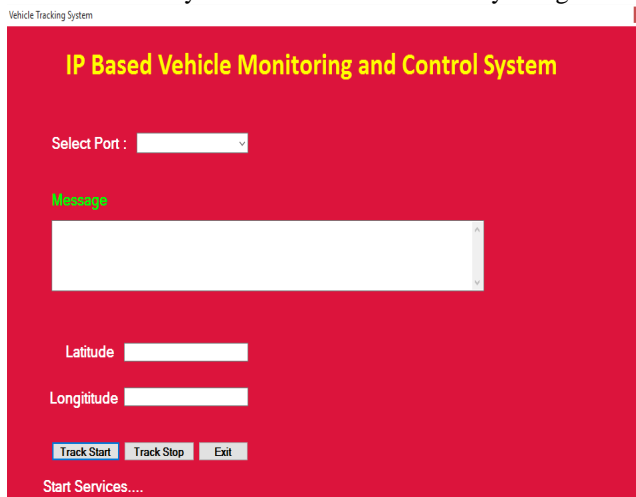 Vehicle Tracking System
IP Based Vehicle Monitoring and Control System
Select Port :
Message
Latitude
Longititude
Track Start Track Stop Exit
Start Services....